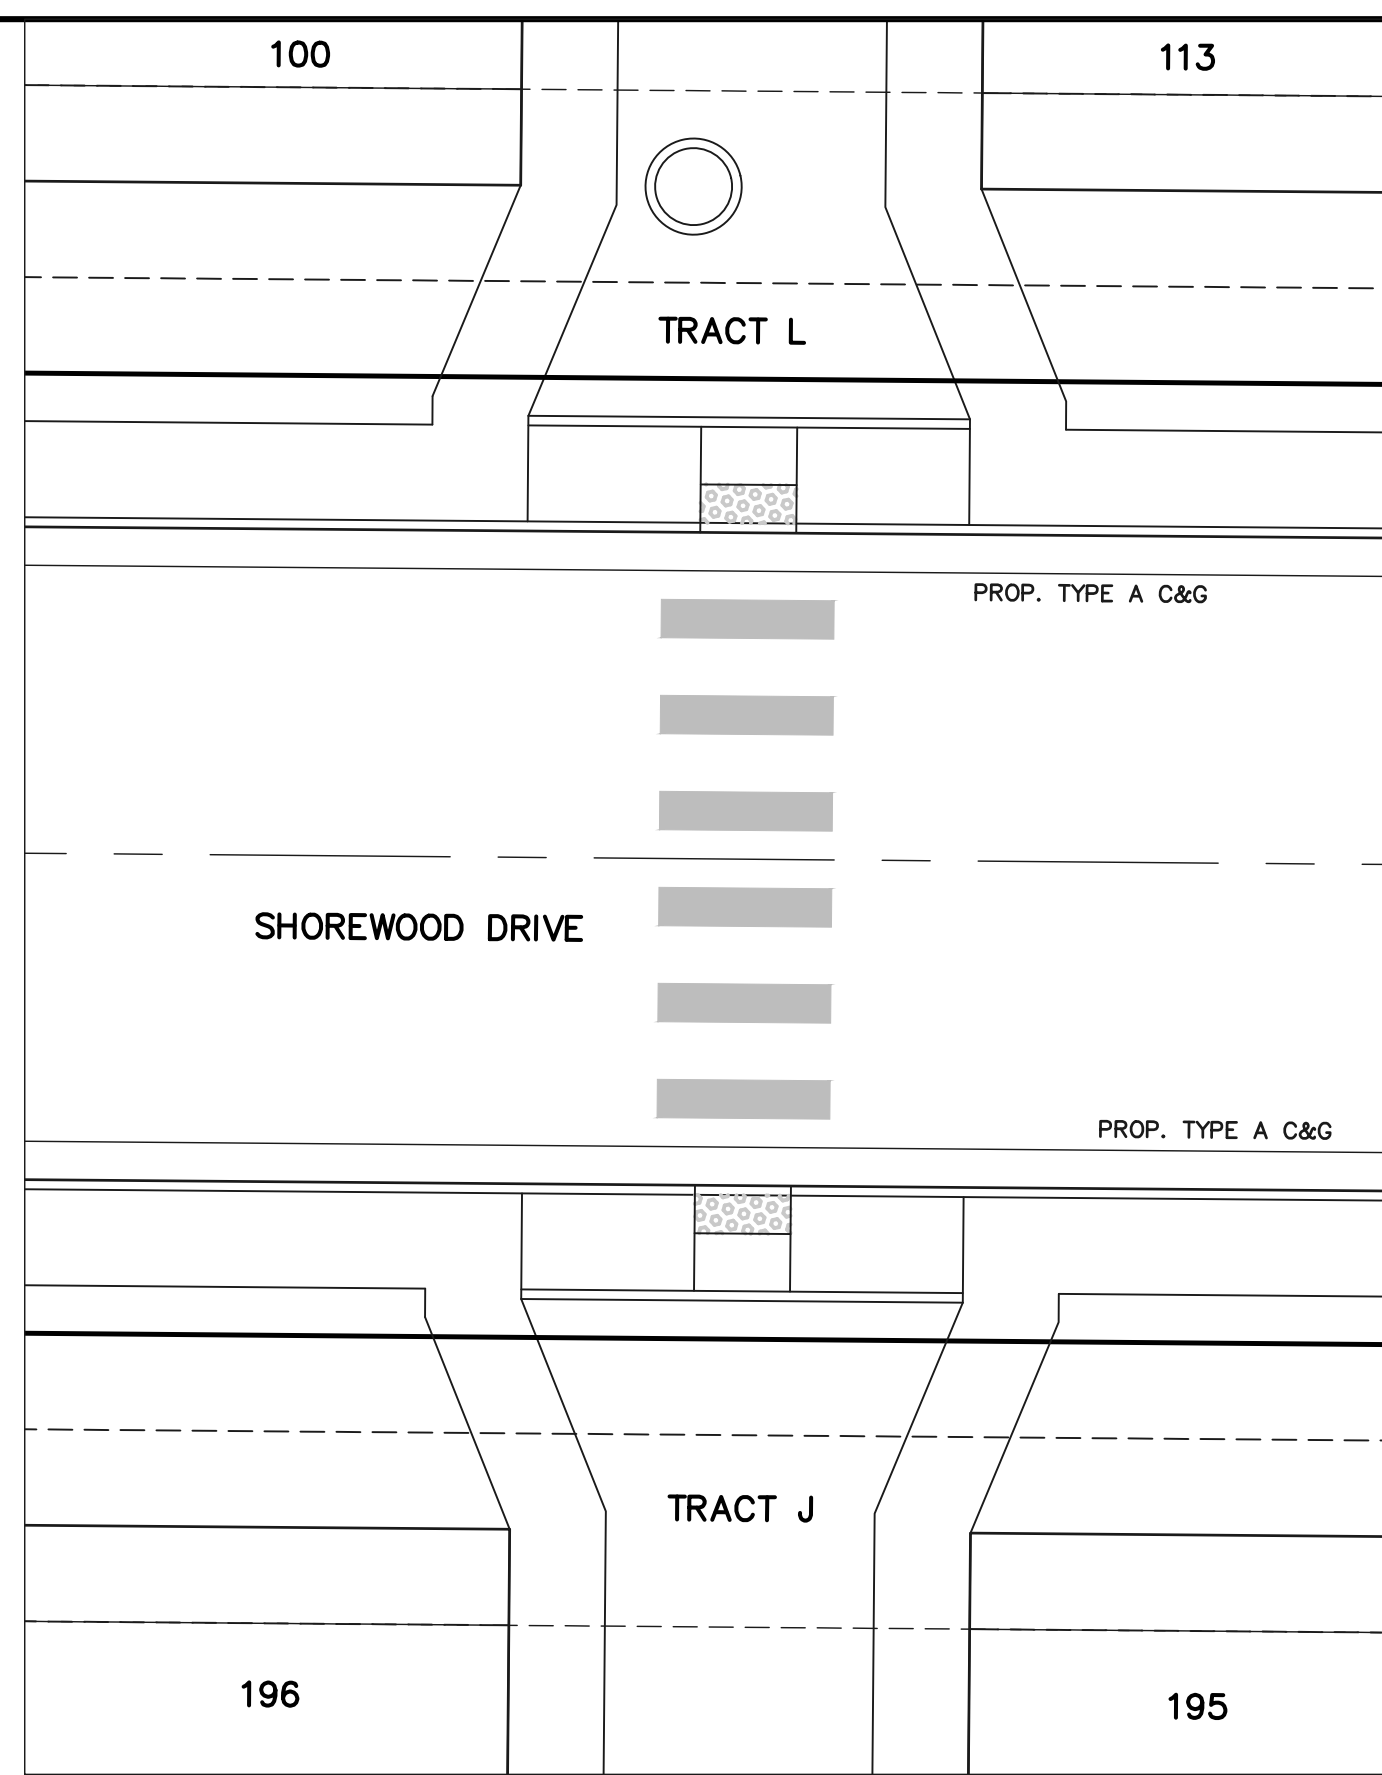 100
113
TRACT L
PROP. TYPE A C&G
SHOREWOOD DRIVE
PROP. TYPE A C&G
TRACT J
196
195